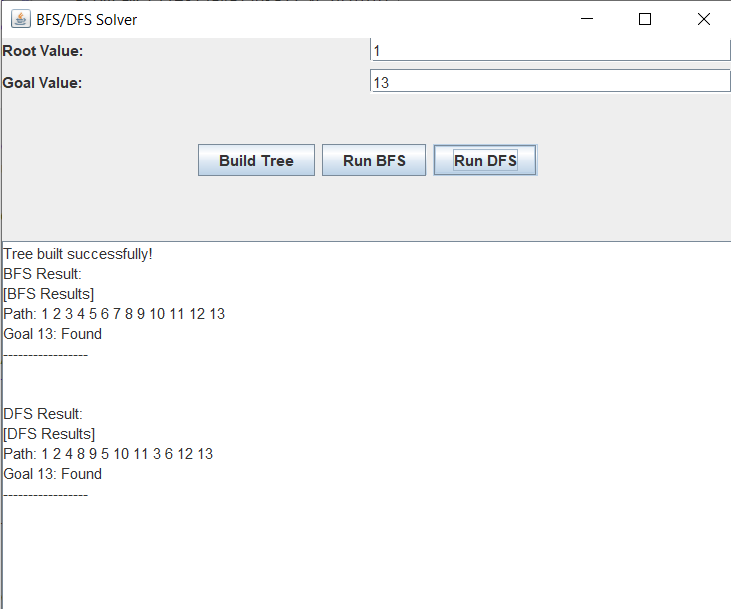 BFS/DFS Solver
Root Value:
1
Goal Value:
13
Build Tree Run BFS Run DFS
Tree built successfully!
BFS Result:
[BFS Results]
Path: 1 2 3 4 5 6 7 8 9 10 11 12 13
Goal 13: Found
-----------------
DFS Result:
[DFS Results]
Path: 1 2 4 8 9 5 10 11 3 6 12 13
Goal 13: Found
-----------------